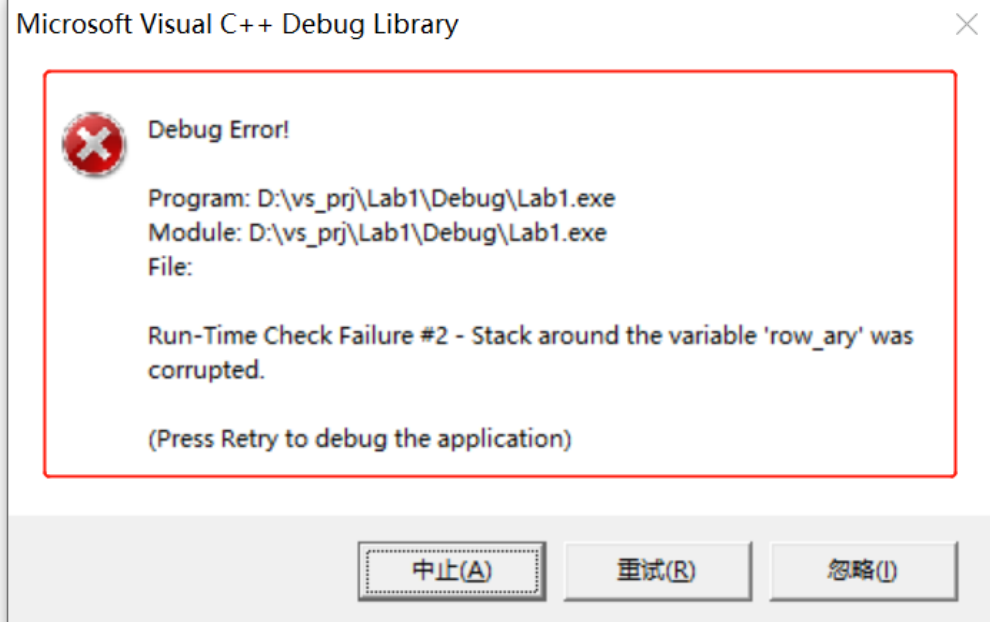 Microsoft Visual C++ Debug Library
Debug Error!
Program: D:\vs_prj\Lab1\Debug\Lab1.exe
Module: D:\vs_prj\Lab1\Debug\Lab1.exe
File:
Run-Time Check Failure #2 - Stack around the variable 'row_ary' was
corrupted.
(Press Retry to debug the application)
中止(A) 重试(R) 忽略(I)